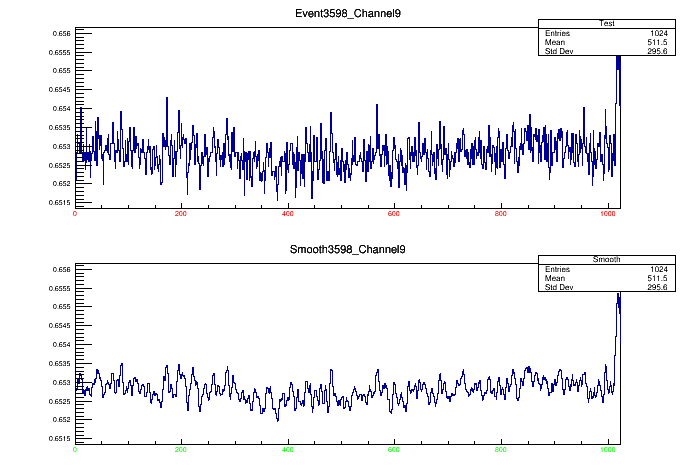 Event3598_Channel9
Test
Entries 1024
Mean 511.5
Std Dev 295.6
0.656
0.6555
0.655
0.6545
0.654
0.6535
0.653
0.6525
0.652
0.6515
0 200 400 600 800 1000
Smooth3598_Channel9
Smooth
Entries 1024
Mean 511.5
Std Dev 295.6
0.656
0.6555
0.655
0.6545
0.654
0.6535
0.653
0.6525
0.652
0.6515
0 200 400 600 800 1000